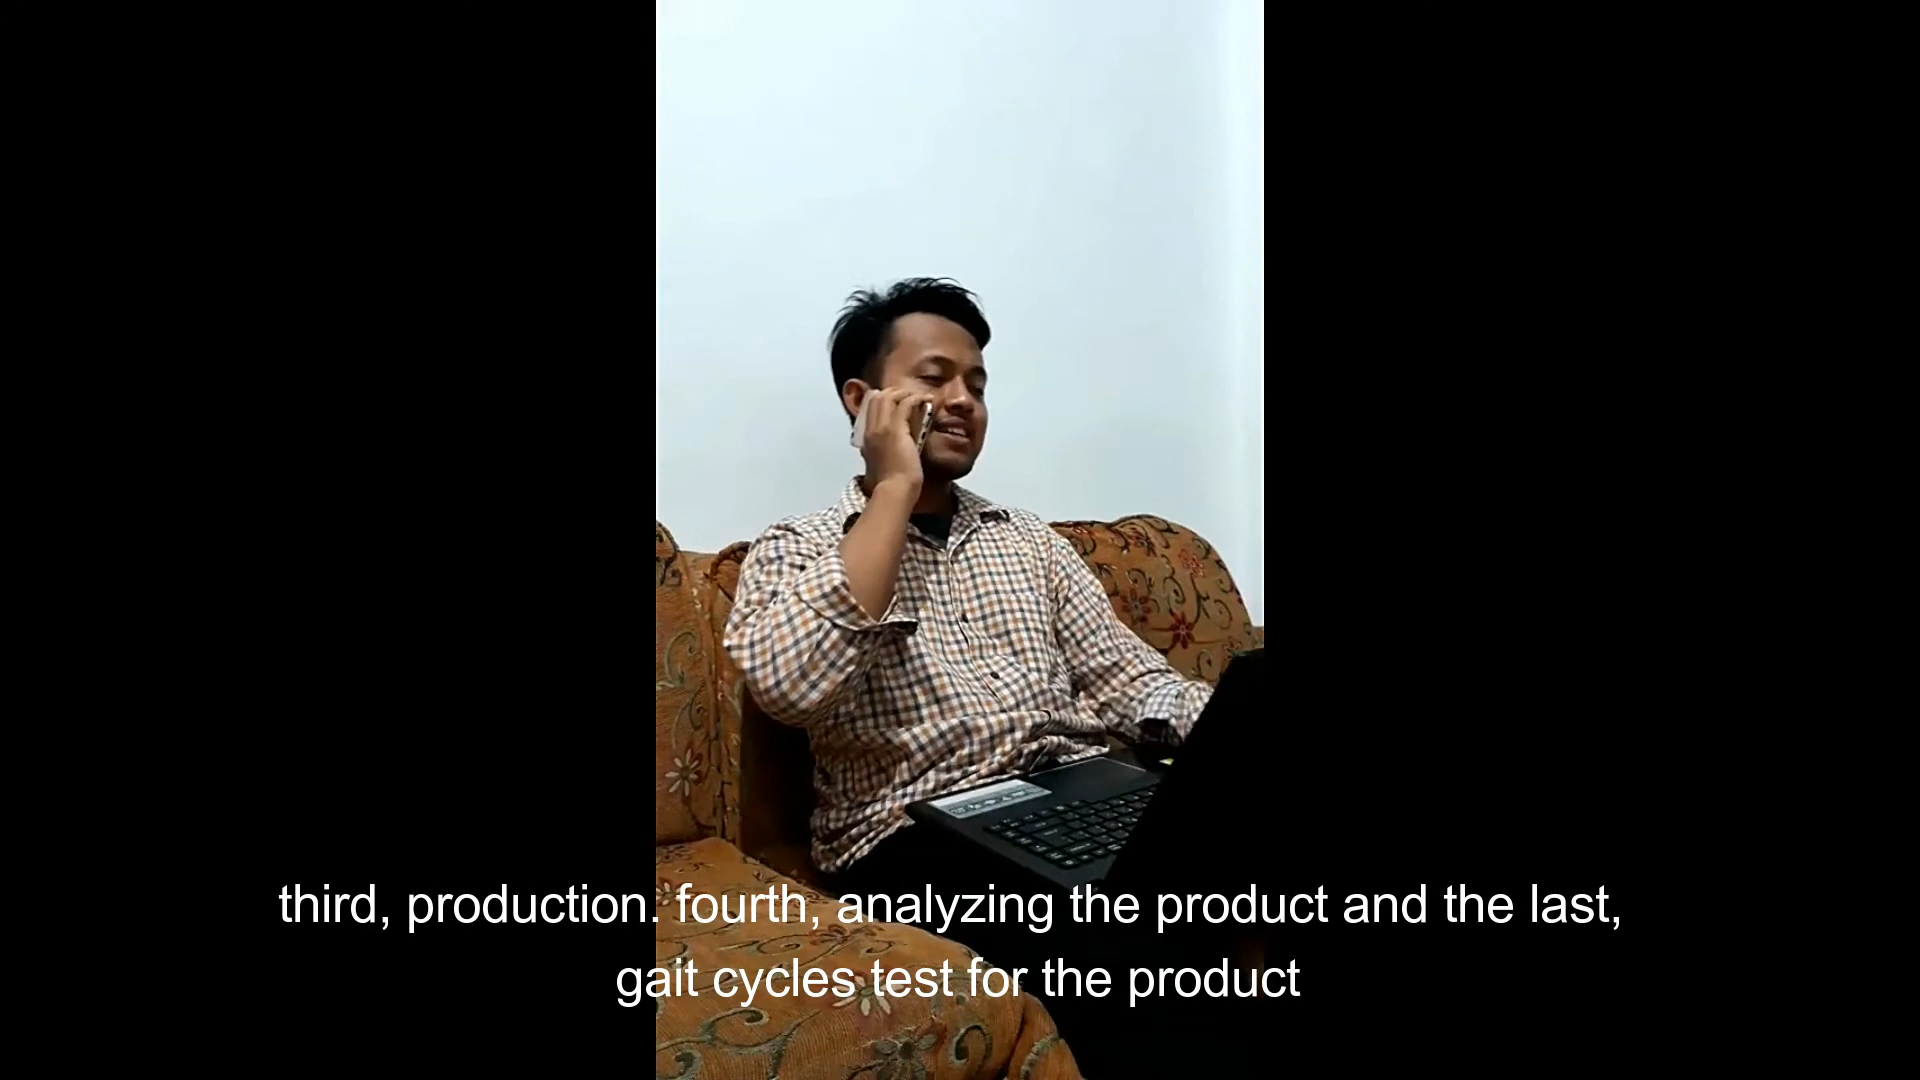 third, production. fourth, analyzing the product and the last,
gait cycles test for the product